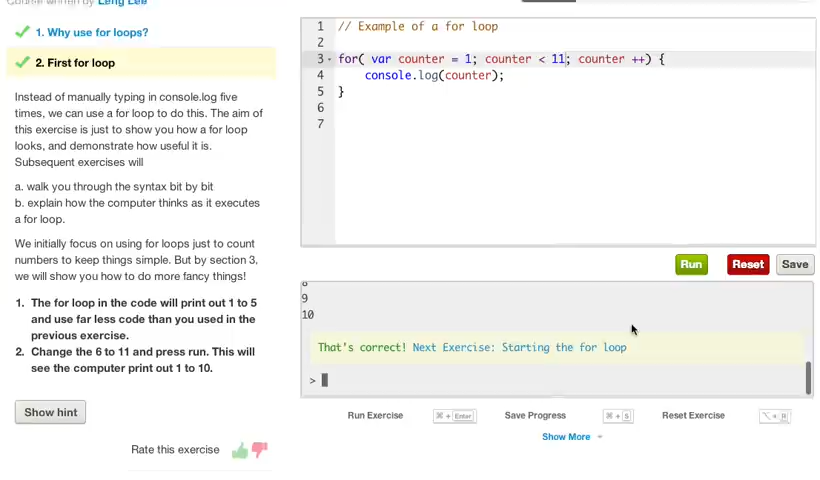 Course written by Leng Lee
1. Why use for loops?
2. First for loop
Instead of manually typing in console.log five
times, we can use a for loop to do this. The aim of
this exercise is just to show you how a for loop
looks, and demonstrate how useful it is.
Subsequent exercises will
a. walk you through the syntax bit by bit
b. explain how the computer thinks as it executes
a for loop.
We initially focus on using for loops just to count
numbers to keep things simple. But by section 3,
we will show you how to do more fancy things!
1. The for loop in the code will print out 1 to 5
and use far less code than you used in the
previous exercise.
2. Change the 6 to 11 and press run. This will
see the computer print out 1 to 10.
Show hint
Rate this exercise
1 // Example of a for loop
2
3 for( var counter = 1; counter < 11; counter ++) {
4 console.log(counter);
5 }
6
7
Run Reset Save
9
10
That's correct! Next Exercise: Starting the for loop
>
Run Exercise ⌘ + Enter Save Progress ⌘ + S Reset Exercise ⌥ + R
Show More